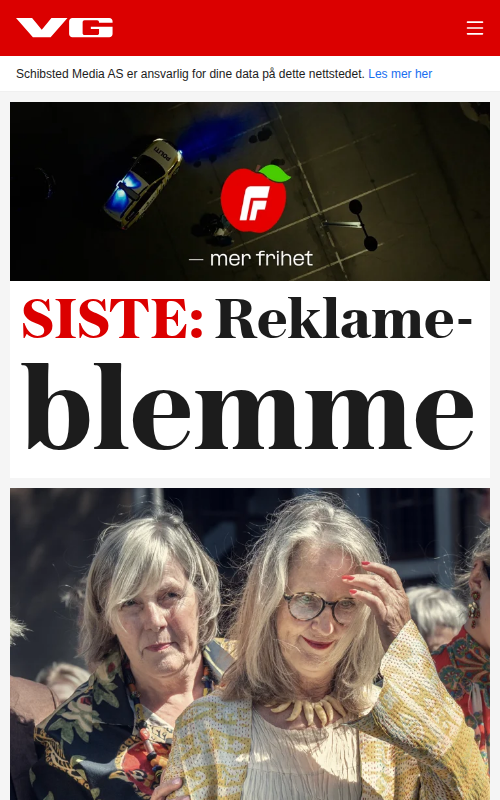 VG
Schibsted Media AS er ansvarlig for dine data på dette nettstedet. Les mer her
POLITI
F
— mer frihet
SISTE: Reklame-
blemme